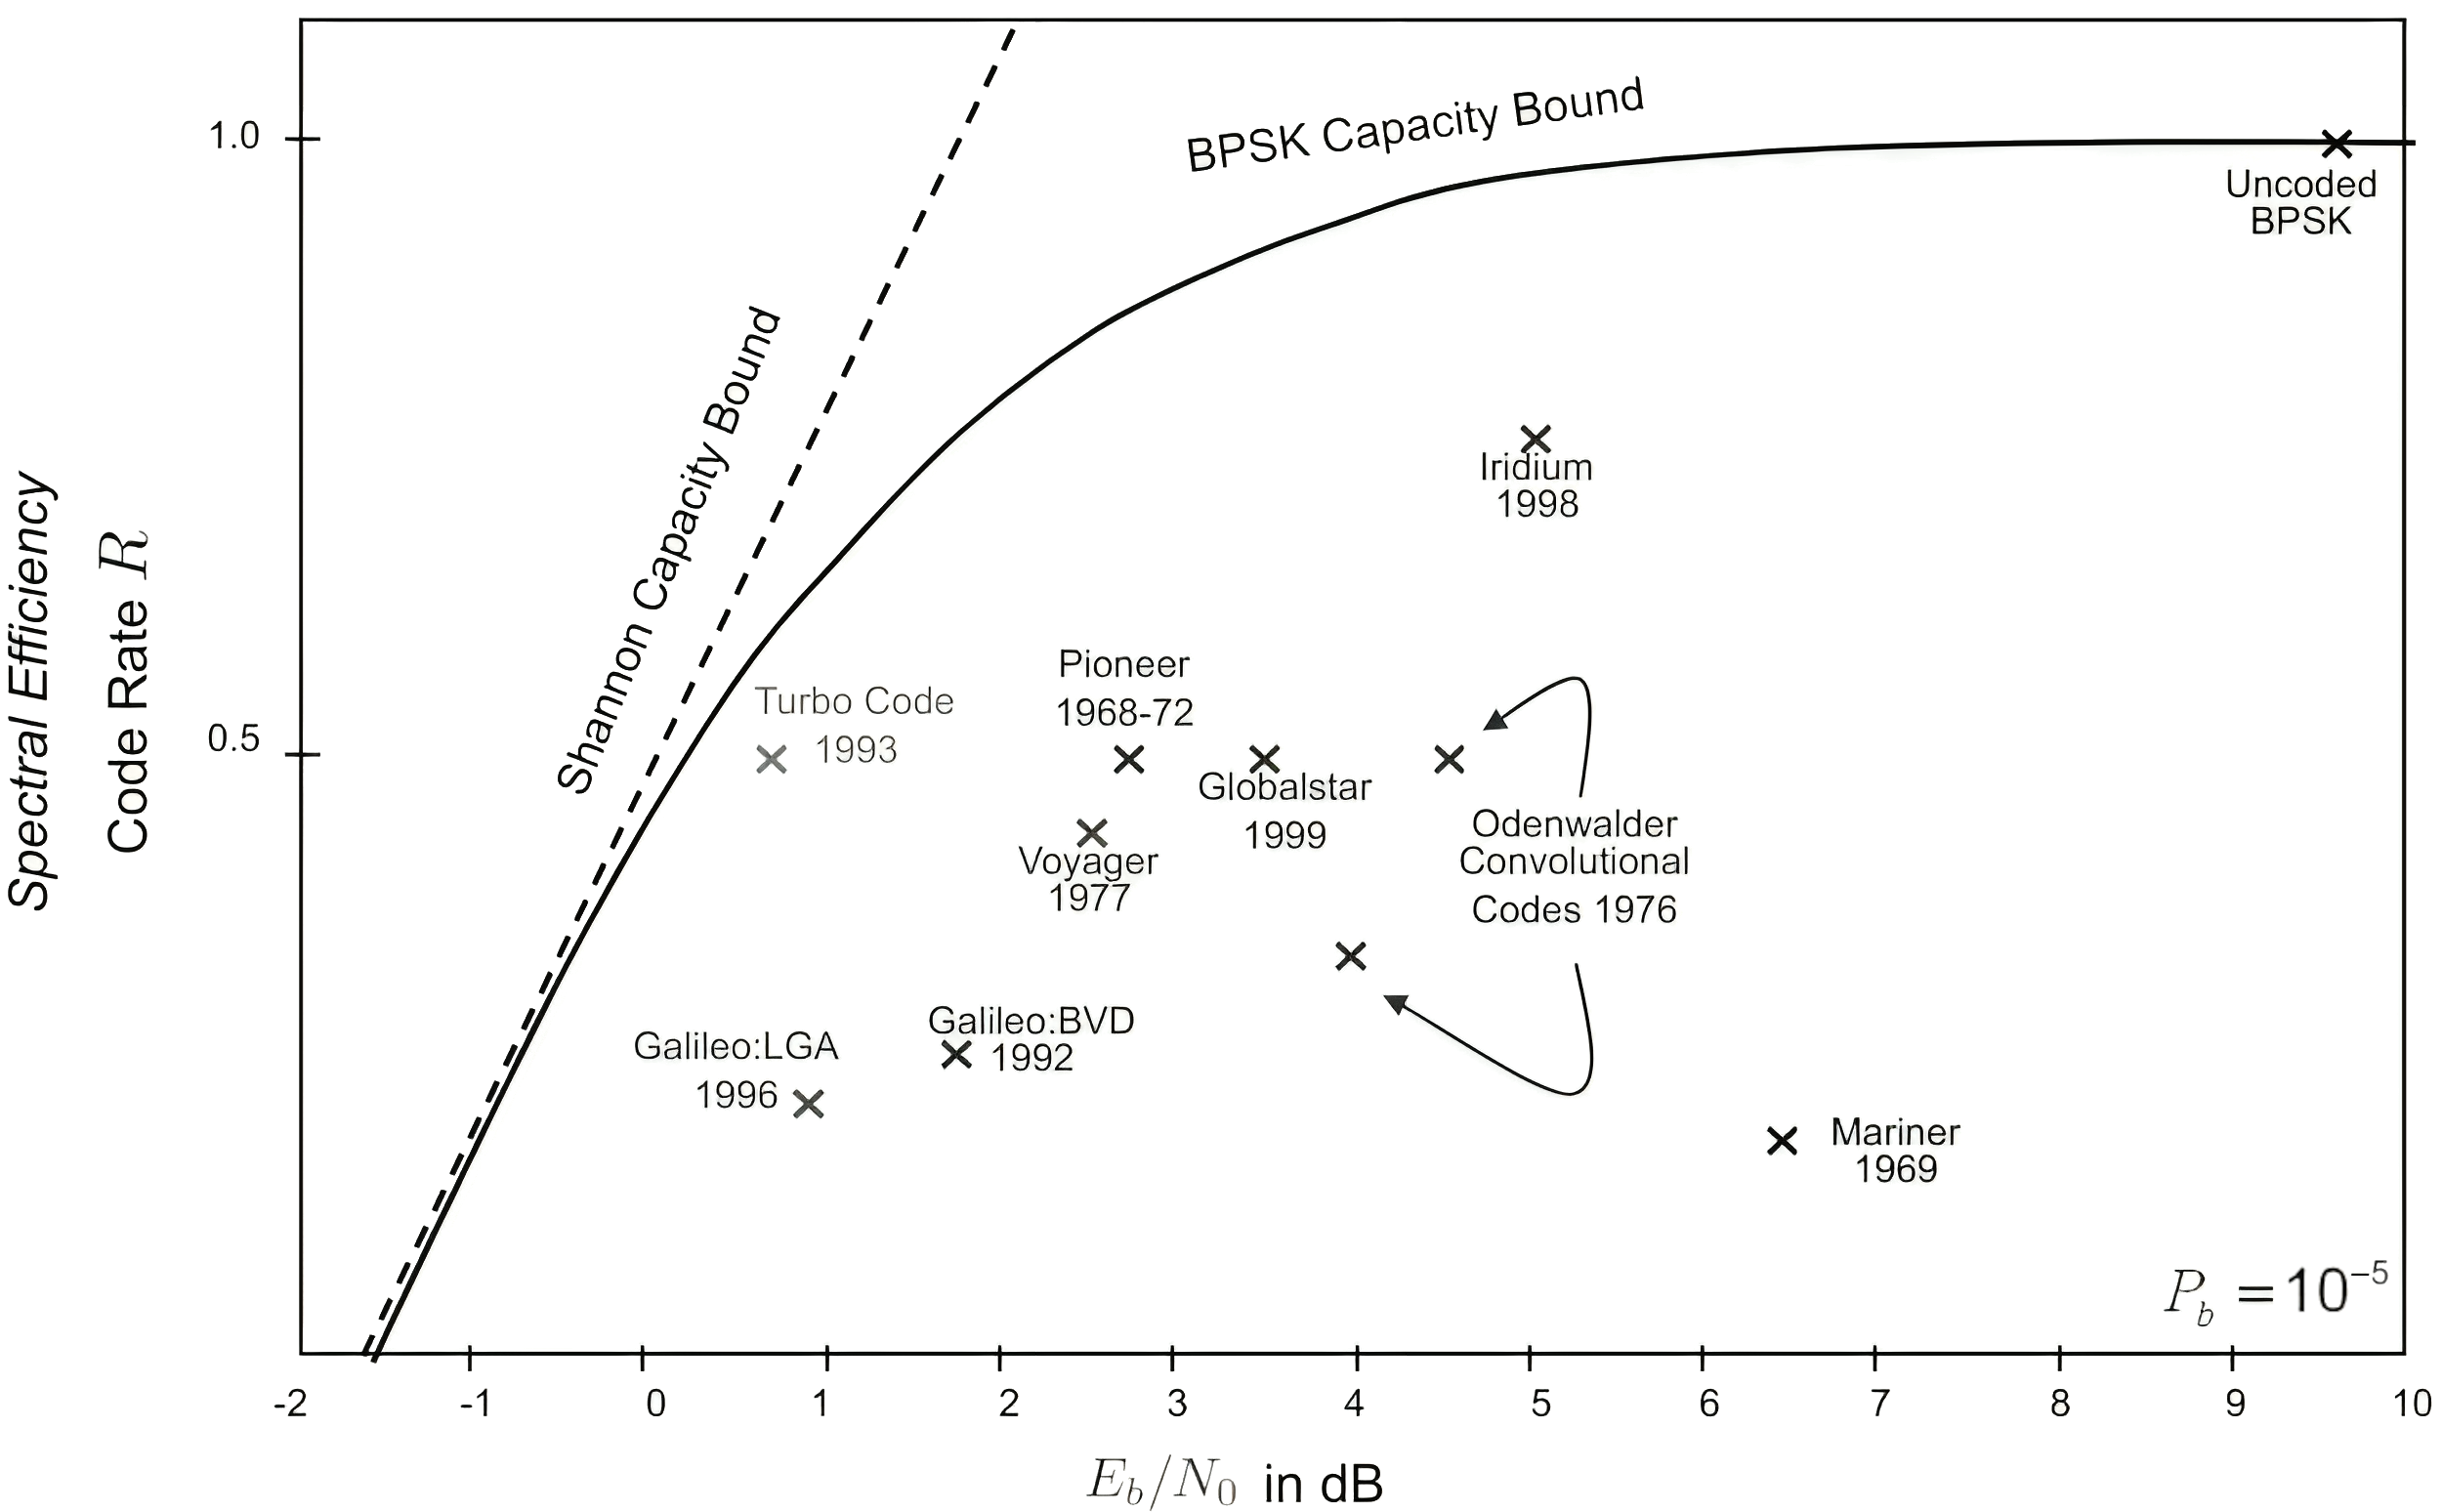 BPSK Capacity Bound
1.0
Uncoded
BPSK
Shannon Capacity Bound
Iridium
1998
Spectral Efficiency
Code Rate R
Pioneer
1968-72
Turbo Code
1993
0.5
Globalstar
1999
Voyager
1977
Odenwalder
Convolutional
Codes 1976
Galileo:BVD
1992
Galileo:LGA
1996
Mariner
1969
P_b = 10^{-5}
-2 -1 0 1 2 3 4 5 6 7 8 9 10
E_b/N_0 in dB